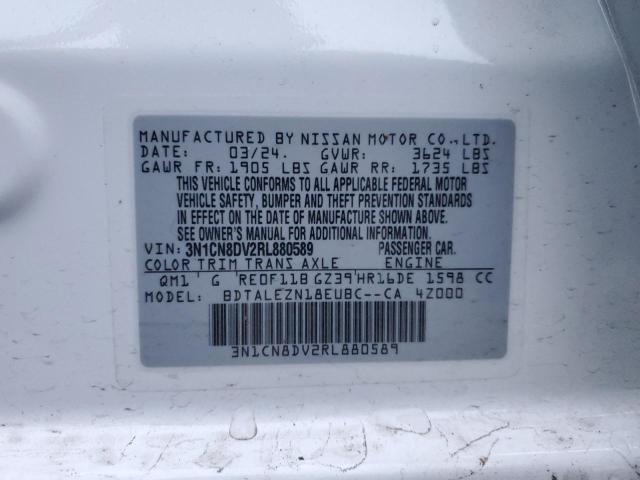 MANUFACTURED BY NISSAN MOTOR CO.,LTD.
DATE: 03/24. GVWR: 3624 LBS
GAWR FR: 1905 LBS GAWR RR: 1735 LBS
THIS VEHICLE CONFORMS TO ALL APPLICABLE FEDERAL MOTOR
VEHICLE SAFETY, BUMPER AND THEFT PREVENTION STANDARDS
IN EFFECT ON THE DATE OF MANUFACTURE SHOWN ABOVE.
SEE OWNER'S MANUAL FOR ADDITIONAL INFORMATION
VIN: 3N1CN8DV2RL880589 PASSENGER CAR.
COLOR TRIM TRANS AXLE ENGINE
QM1 G RE0F11B GZ39 HR16DE 1598 CC
MODEL: BDTALEZN18EUBC--CA 4Z000
3N1CN8DV2RL880589